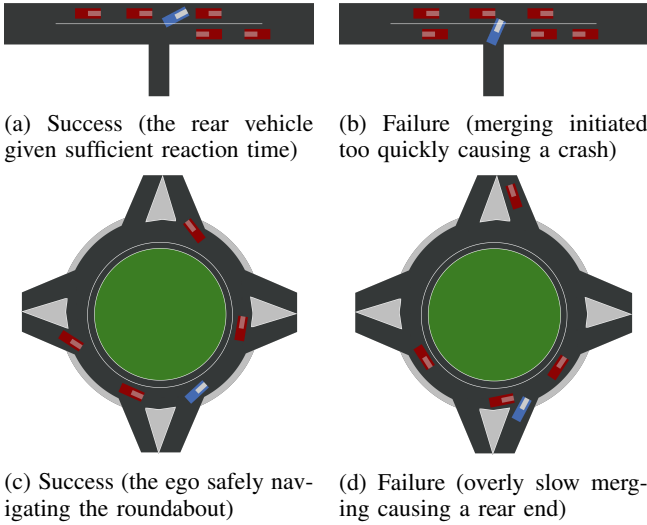 (a) Success (the rear vehicle
given sufficient reaction time)
(b) Failure (merging initiated
too quickly causing a crash)
(c) Success (the ego safely nav-
igating the roundabout)
(d) Failure (overly slow merg-
ing causing a rear end)